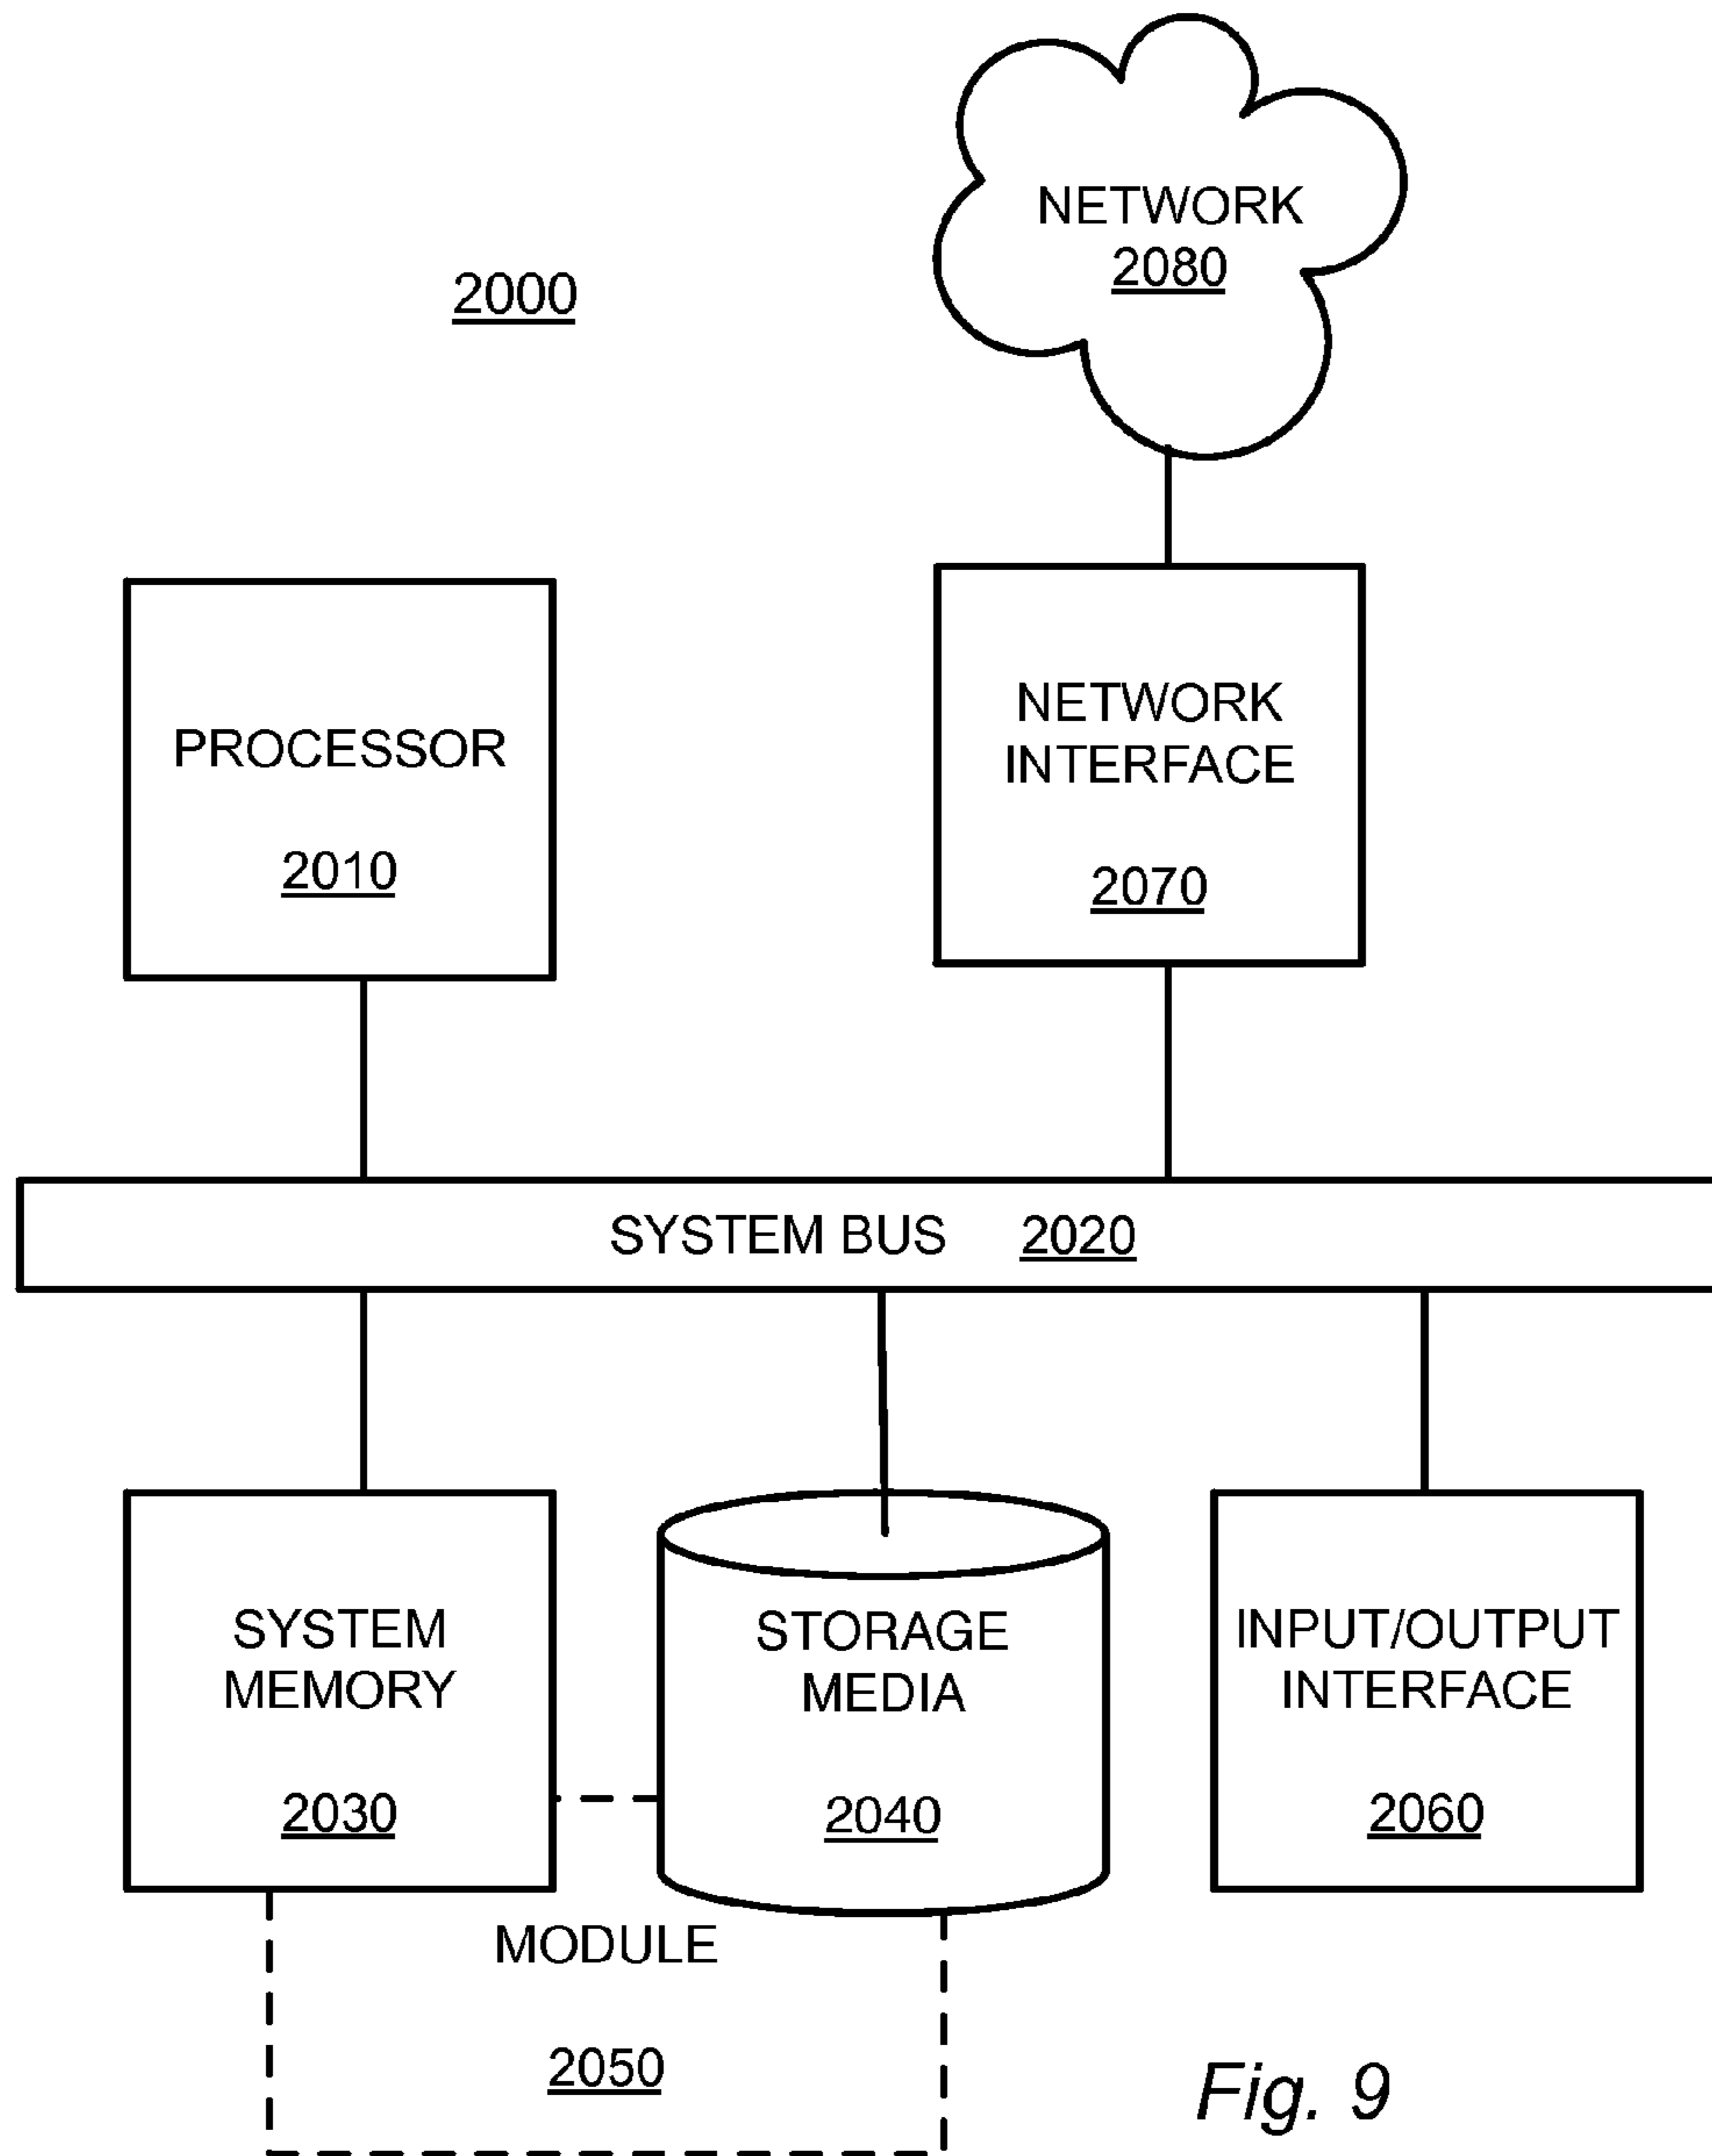 NETWORK
2080
2000
PROCESSOR
2010
NETWORK
INTERFACE
2070
SYSTEM BUS 2020
SYSTEM
MEMORY
2030
STORAGE
MEDIA
2040
INPUT/OUTPUT
INTERFACE
2060
MODULE
2050
Fig. 9